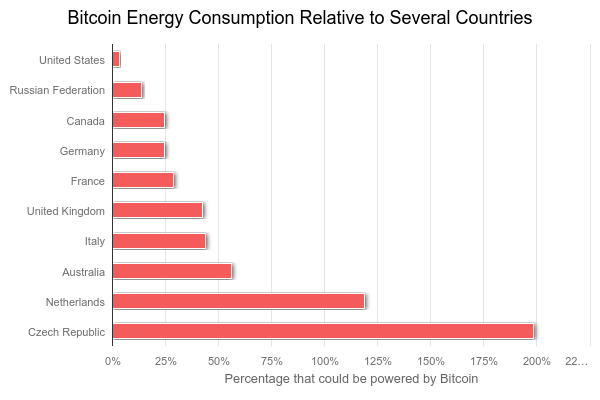 Bitcoin Energy Consumption Relative to Several Countries
United States
Russian Federation
Canada
Germany
France
United Kingdom
Italy
Australia
Netherlands
Czech Republic
0% 25% 50% 75% 100% 125% 150% 175% 200% 22…
Percentage that could be powered by Bitcoin